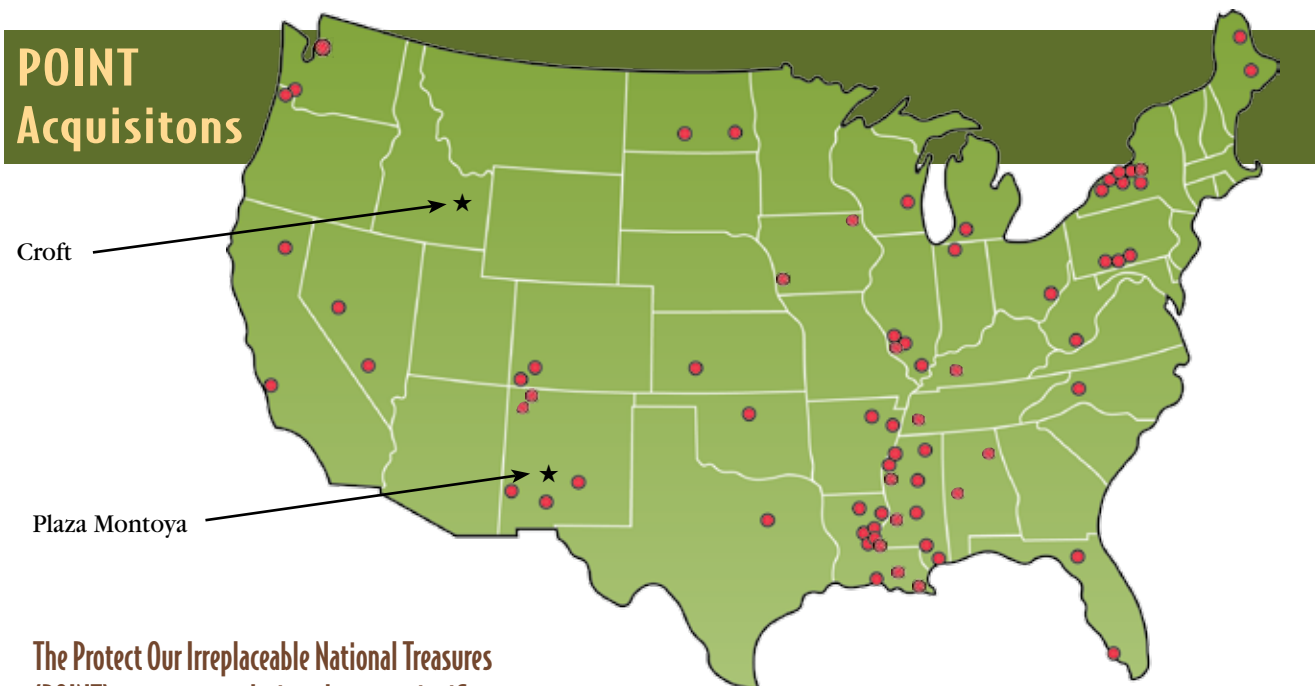 POINT
Acquisitons
Croft
Plaza Montoya
The Protect Our Irreplaceable National Treasures